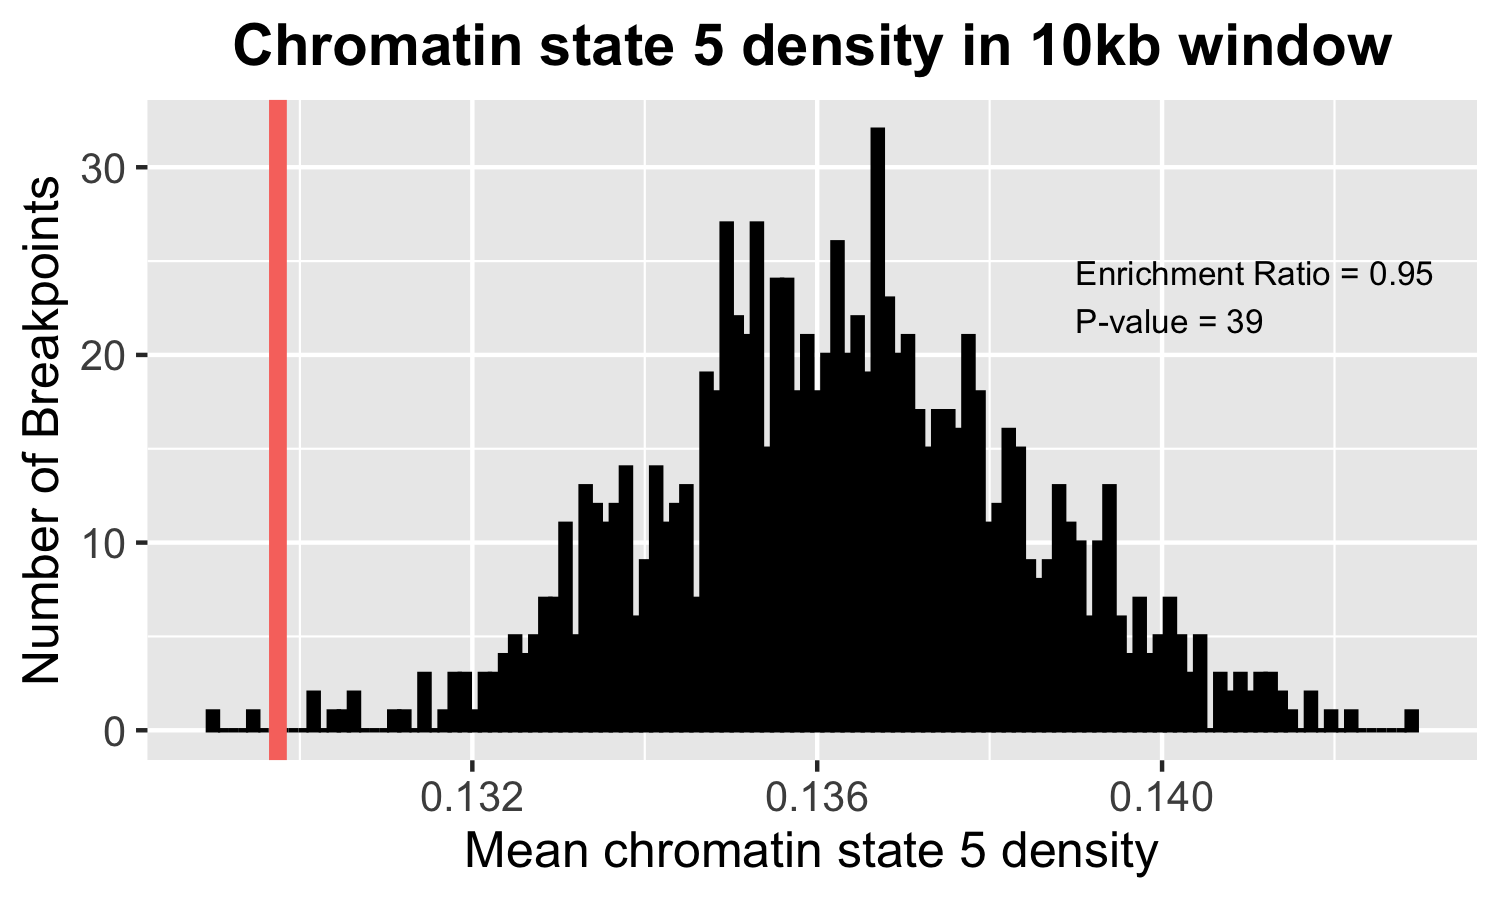 Chromatin state 5 density in 10kb window
Number of Breakpoints
30
20
10
0
Enrichment Ratio = 0.95
P-value = 39
0.132 0.136 0.140
Mean chromatin state 5 density